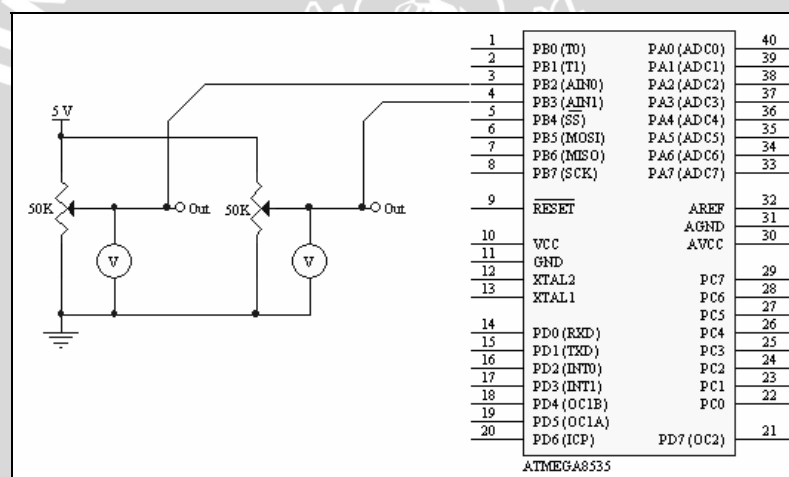 5 V
50K
Out
50K
Out
V
V
1
2
3
4
5
6
7
8
9
10
11
12
13
14
15
16
17
18
19
20
PB0 (T0)
PB1 (T1)
PB2 (AIN0)
PB3 (AIN1)
PB4 (SS)
PB5 (MOSI)
PB6 (MISO)
PB7 (SCK)
RESET
VCC
GND
XTAL2
XTAL1
PD0 (RXD)
PD1 (TXD)
PD2 (INT0)
PD3 (INT1)
PD4 (OC1B)
PD5 (OC1A)
PD6 (ICP)
PA0 (ADC0)
PA1 (ADC1)
PA2 (ADC2)
PA3 (ADC3)
PA4 (ADC4)
PA5 (ADC5)
PA6 (ADC6)
PA7 (ADC7)
AREF
AGND
AVCC
PC7
PC6
PC5
PC4
PC3
PC2
PC1
PC0
PD7 (OC2)
40
39
38
37
36
35
34
33
32
31
30
29
28
27
26
25
24
23
22
21
ATMEGA8535